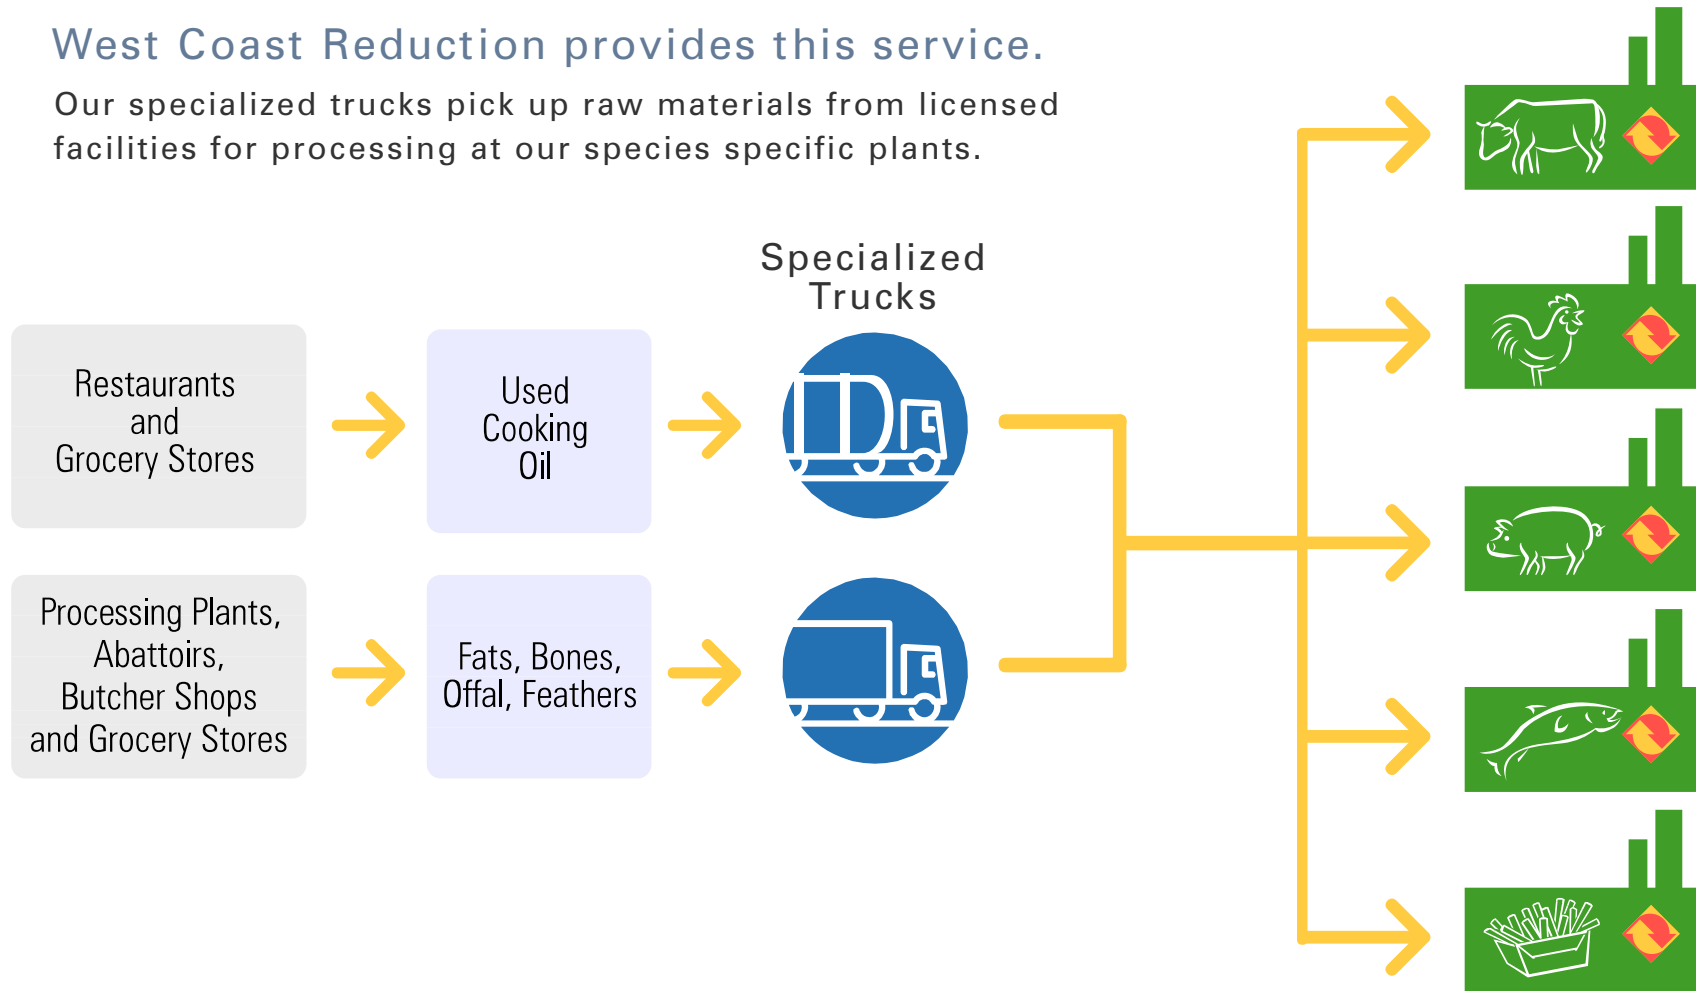 West Coast Reduction provides this service.
Our specialized trucks pick up raw materials from licensed
facilities for processing at our species specific plants.
Specialized
Trucks
Restaurants
and
Grocery Stores
Used
Cooking
Oil
Processing Plants,
Abattoirs,
Butcher Shops
and Grocery Stores
Fats, Bones,
Offal, Feathers